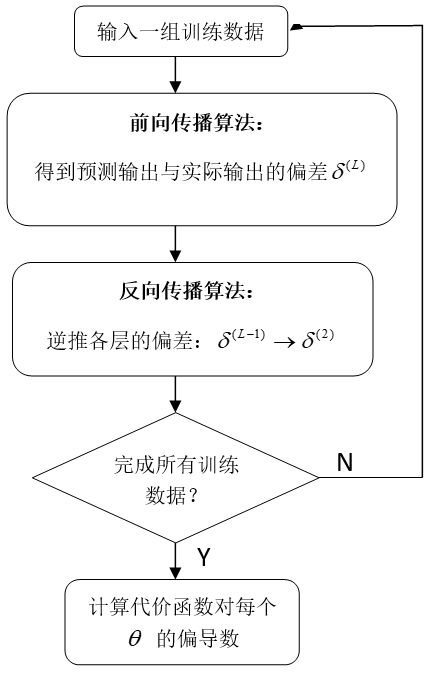 输入一组训练数据
前向传播算法：
得到预测输出与实际输出的偏差 δ^(L)
反向传播算法：
逆推各层的偏差： δ^(L−1) → δ^(2)
完成所有训练
数据？
N
Y
计算代价函数对每个
θ 的偏导数